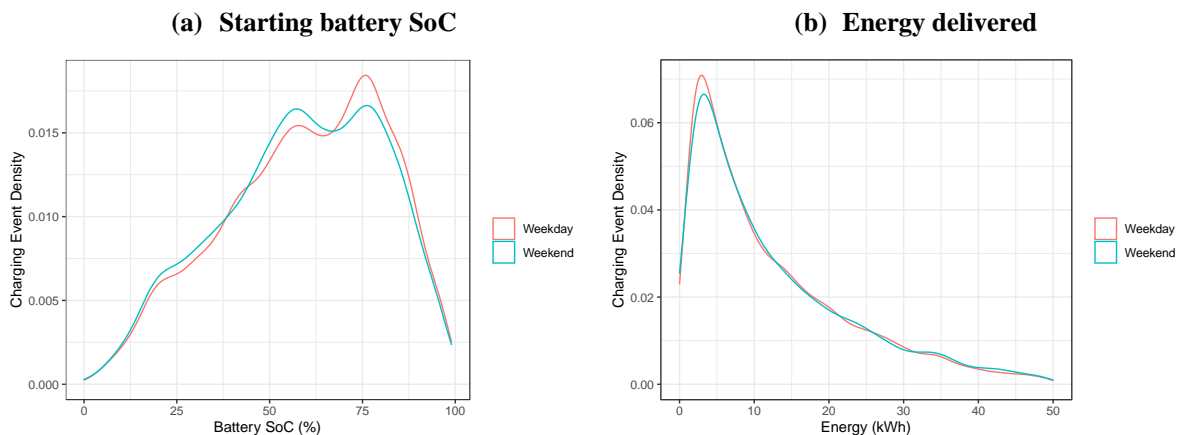 (a) Starting battery SoC
Charging Event Density
0.015
0.010
0.005
0.000
0 25 50 75 100
Battery SoC (%)
Weekday
Weekend
(b) Energy delivered
Charging Event Density
0.06
0.04
0.02
0.00
0 10 20 30 40 50
Energy (kWh)
Weekday
Weekend